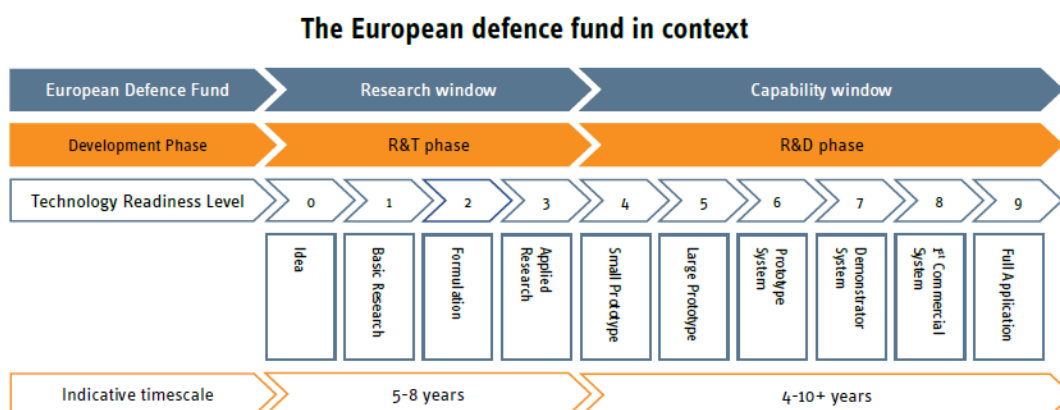 The European defence fund in context
European Defence Fund Research window Capability window
Development Phase R&T phase R&D phase
Technology Readiness Level 0 1 2 3 4 5 6 7 8 9
Idea
Basic Research
Formulation
Applied
Research
Small Prototype
Large Prototype
Prototype
System
Demonstrator
System
1st Commercial
System
Full Application
Indicative timescale 5-8 years 4-10+ years